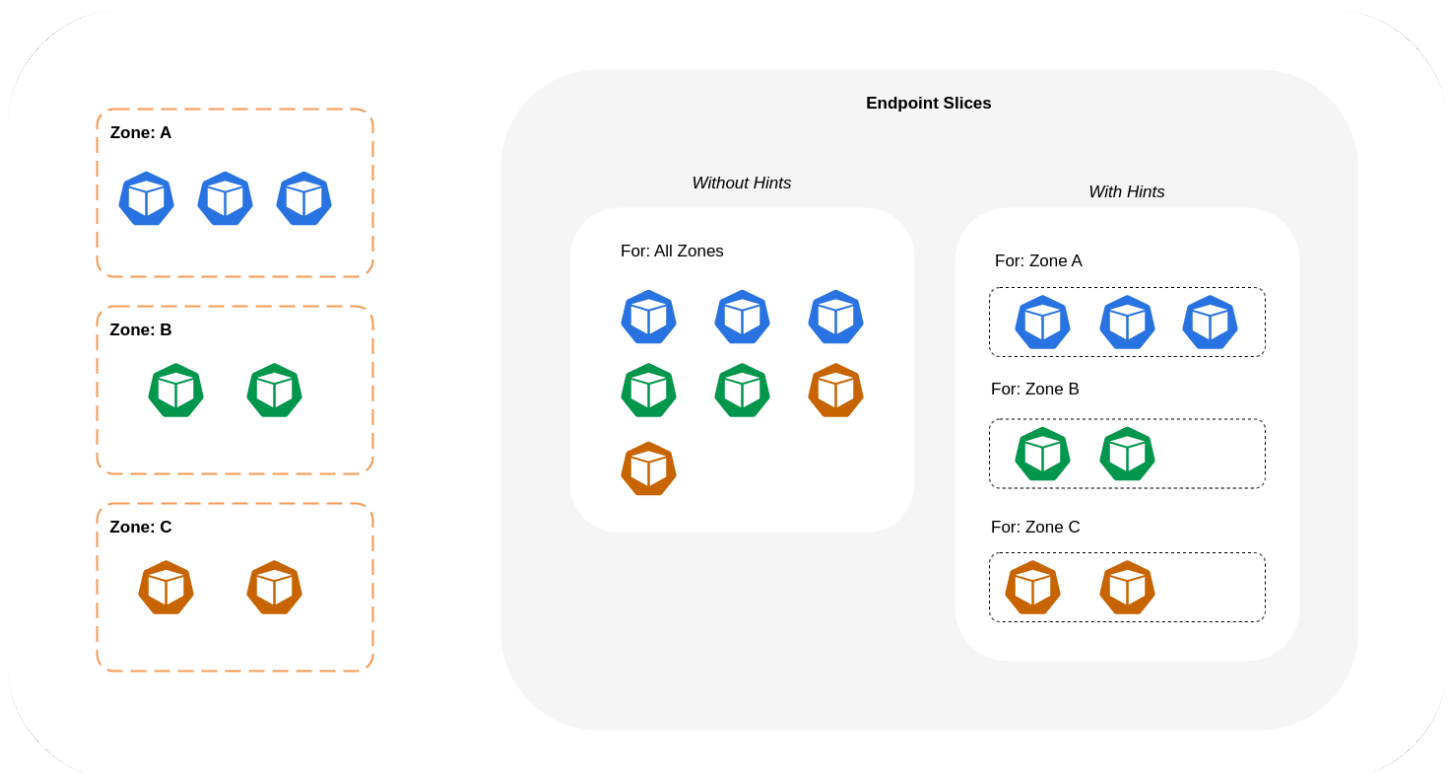 Zone: A
Zone: B
Zone: C
Endpoint Slices
Without Hints
For: All Zones
With Hints
For: Zone A
For: Zone B
For: Zone C